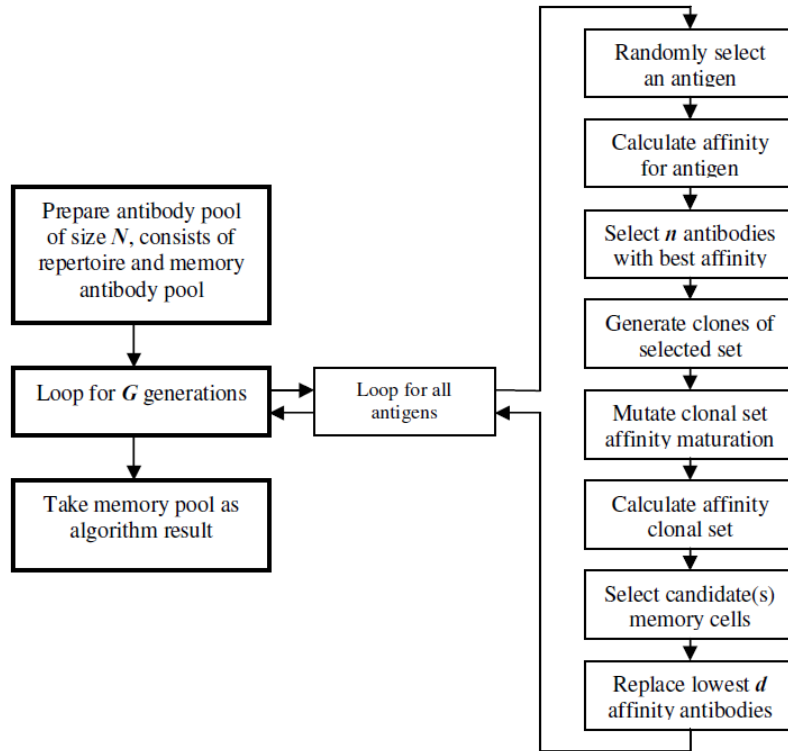 Prepare antibody pool
of size N, consists of
repertoire and memory
antibody pool
Loop for G generations
Take memory pool as
algorithm result
Loop for all
antigens
Randomly select
an antigen
Calculate affinity
for antigen
Select n antibodies
with best affinity
Generate clones of
selected set
Mutate clonal set
affinity maturation
Calculate affinity
clonal set
Select candidate(s)
memory cells
Replace lowest d
affinity antibodies